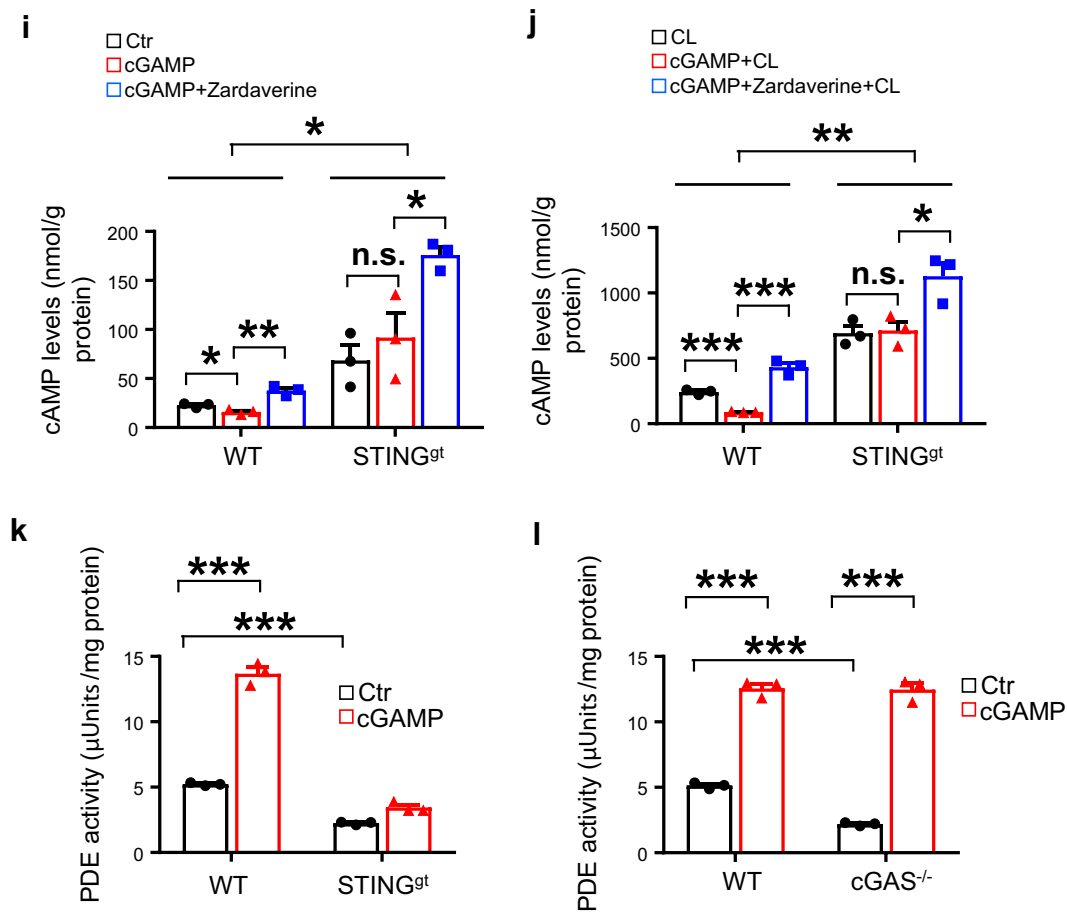 i
Ctr
cGAMP
cGAMP+Zardaverine
*
*
n.s.
**
*
cAMP levels (nmol/g
protein)
200
150
100
50
0
WT
STINGgt
j
CL
cGAMP+CL
cGAMP+Zardaverine+CL
**
*
n.s.
***
***
cAMP levels (nmol/g
protein)
1500
1000
500
0
WT
STINGgt
k
***
***
PDE activity (µUnits/mg protein)
15
10
5
0
Ctr
cGAMP
WT
STINGgt
l
***
***
***
PDE activity (µUnits/mg protein)
15
10
5
0
Ctr
cGAMP
WT
cGAS-/-